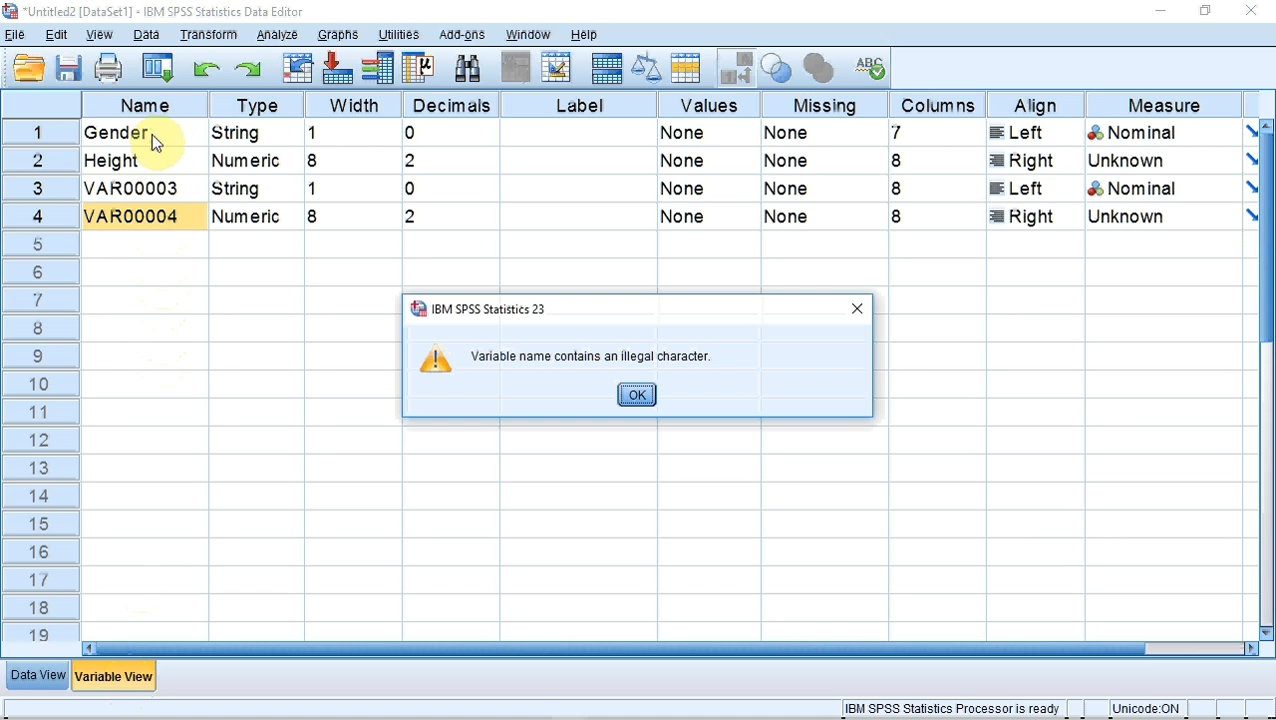 *Untitled2 [DataSet1] - IBM SPSS Statistics Data Editor
File Edit View Data Transform Analyze Graphs Utilities Add-ons Window Help
Name Type Width Decimals Label Values Missing Columns Align Measure
1 Gender String 1 0 None None 7 Left Nominal
2 Height Numeric 8 2 None None 8 Right Unknown
3 VAR00003 String 1 0 None None 8 Left Nominal
4 VAR00004 Numeric 8 2 None None 8 Right Unknown
5
6
7
8
9
10
11
12
13
14
15
16
17
18
19
IBM SPSS Statistics 23
Variable name contains an illegal character.
OK
Data View Variable View
IBM SPSS Statistics Processor is ready Unicode:ON